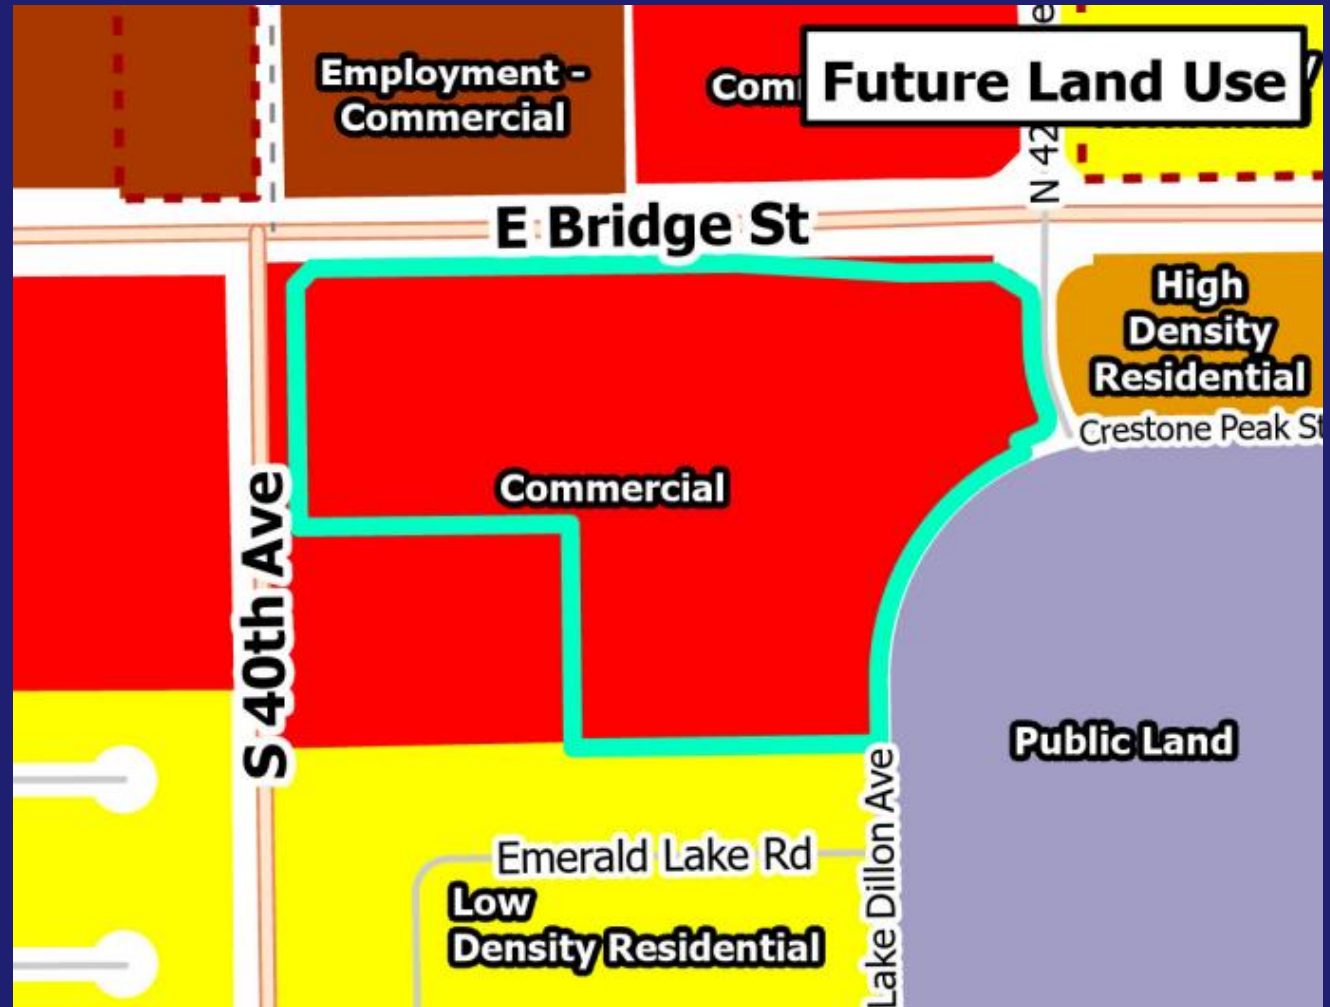 Employment -
Commercial
Future Land Use
N 42
E Bridge St
High
Density
Residential
Crestone Peak St
Commercial
S 40th Ave
Public Land
Emerald Lake Rd
Low
Density Residential
Lake Dillon Ave